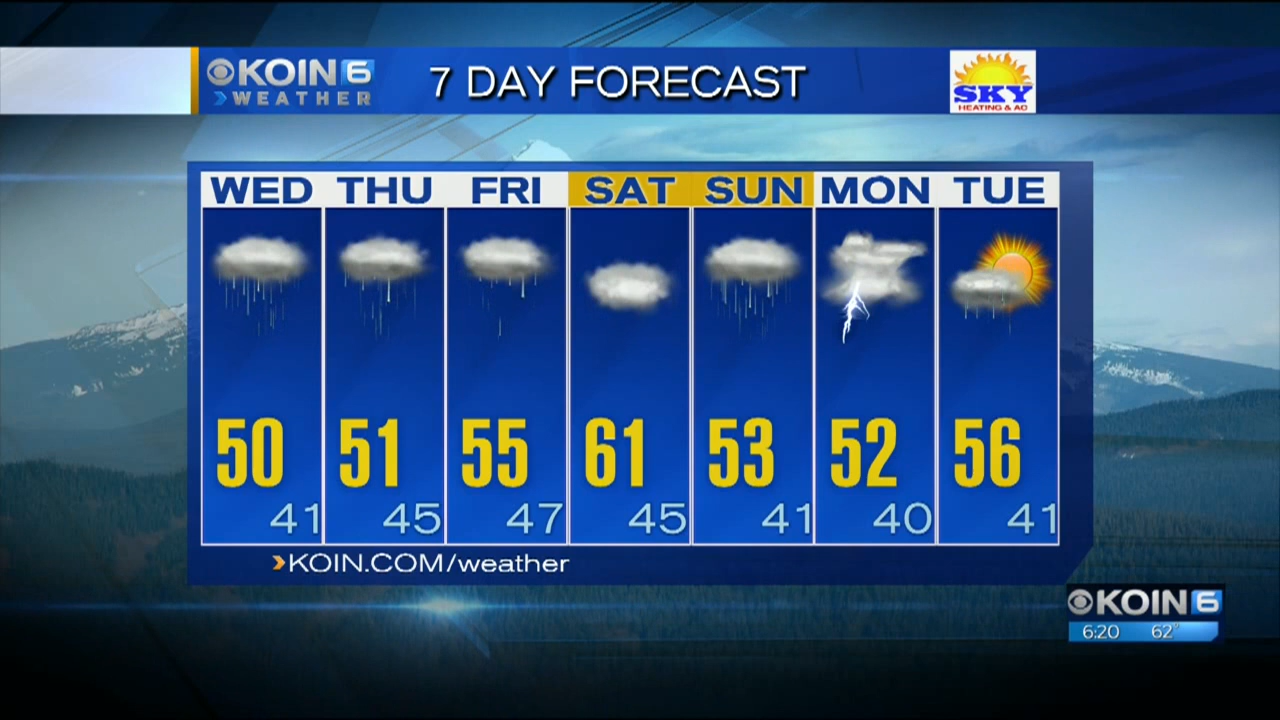 KOIN 6
WEATHER
7 DAY FORECAST
SKY
HEATING & AC
WED THU FRI SAT SUN MON TUE
50 51 55 61 53 52 56
41 45 47 45 41 40 41
KOIN.COM/weather
KOIN 6
6:20 62°